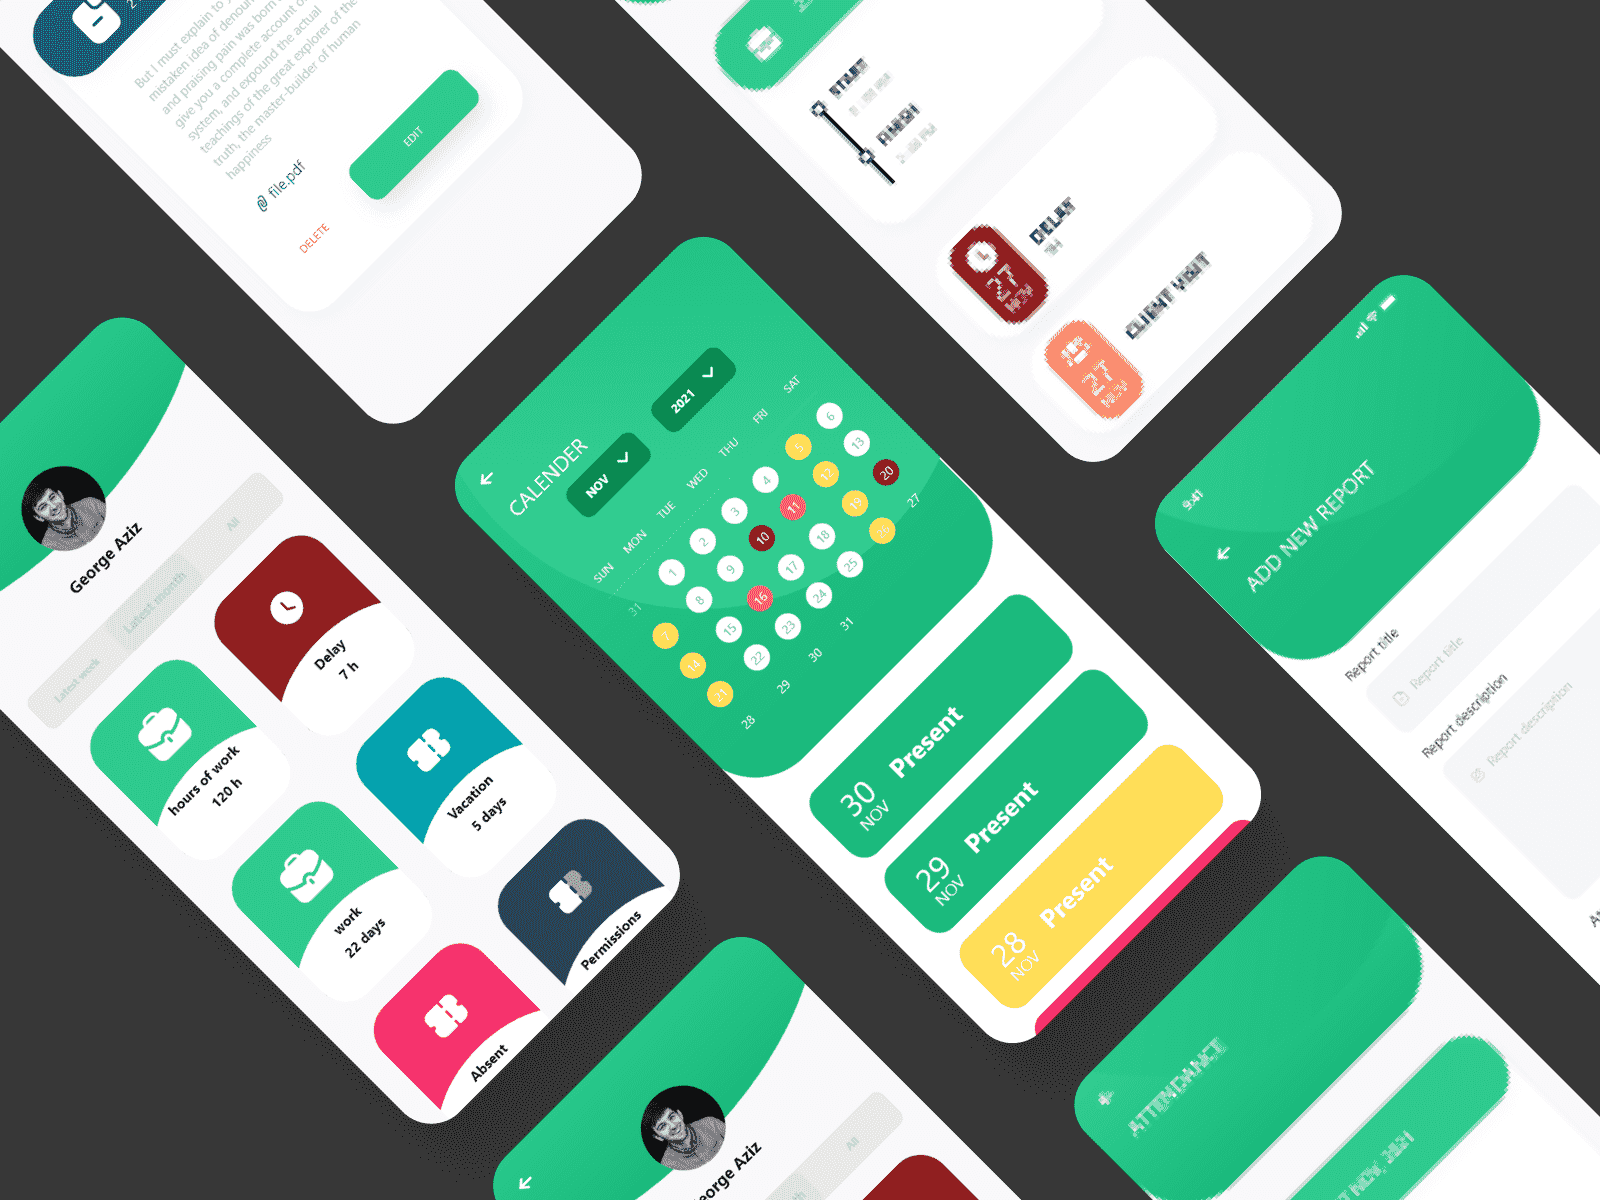 But I must explain to
mistaken idea of denoun
and praising pain was born
give you a complete account o
system, and expound the actual
teachings of the great explorer of the
truth, the master-builder of human
happiness
file.pdf
EDIT
DELETE
START
FINISH
DELAY
CLIENT VISIT
27
NOV
George Aziz
Latest week
Latest month
All
hours of work
120 h
Delay
7 h
work
22 days
Vacation
5 days
Absent
Permissions
CALENDER
NOV
2021
SUN MON TUE WED THU FRI SAT
31 1 2 3 4 5 6
7 8 9 10 11 12 13
14 15 16 17 18 19 20
21 22 23 24 25 26 27
28 29 30 31
30
NOV
Present
29
NOV
Present
28
NOV
Present
9:41
ADD NEW REPORT
Report title
Report title
Report description
Report description
ATTENDANCE
NOV, 2021
eorge Aziz
All